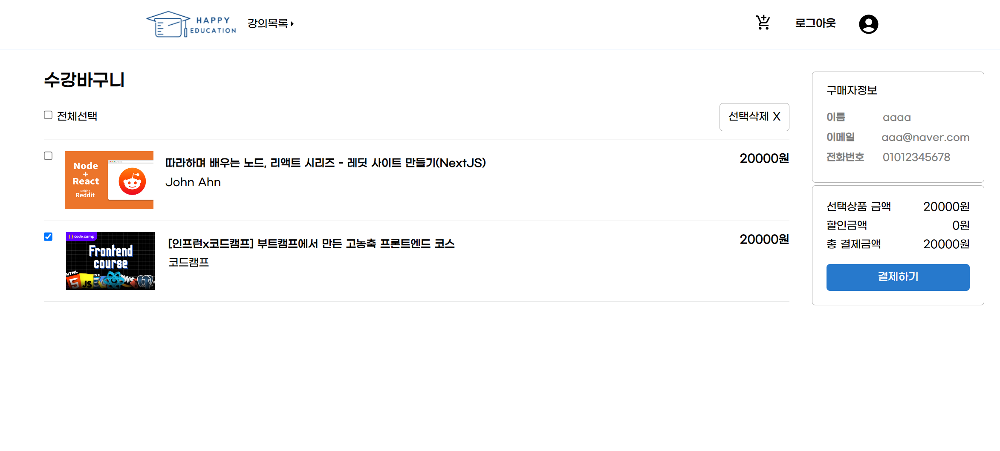 HAPPY
EDUCATION
강의목록
로그아웃
수강바구니
전체선택
선택삭제 X
Node
+
React
Making
Reddit
따라하며 배우는 노드, 리액트 시리즈 - 레딧 사이트 만들기(NextJS)
John Ahn
20000원
{ } code.camp
Frontend
course
HTML
5
JS
CSS
[인프런x코드캠프] 부트캠프에서 만든 고농축 프론트엔드 코스
코드캠프
20000원
구매자정보
이름 aaaa
이메일 aaa@naver.com
전화번호 01012345678
선택상품 금액 20000원
할인금액 0원
총 결제금액 20000원
결제하기